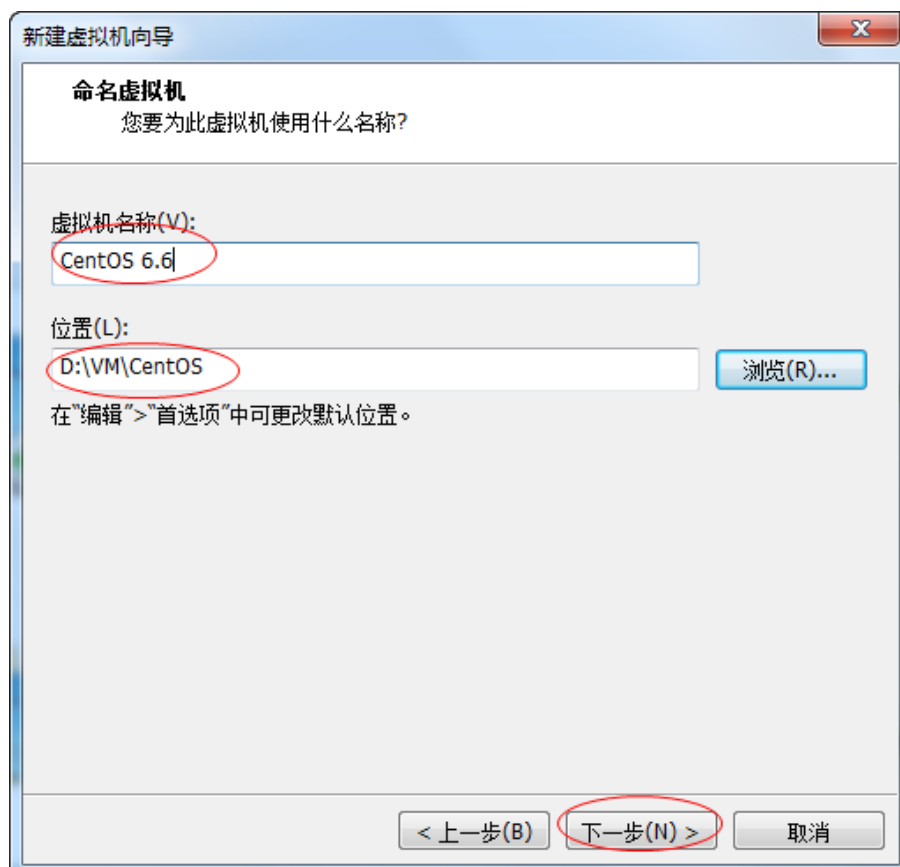 新建虚拟机向导
命名虚拟机
您要为此虚拟机使用什么名称?
虚拟机名称(V):
CentOS 6.6
位置(L):
D:\VM\CentOS
浏览(R)...
在"编辑">"首选项"中可更改默认位置。
< 上一步(B)
下一步(N) >
取消